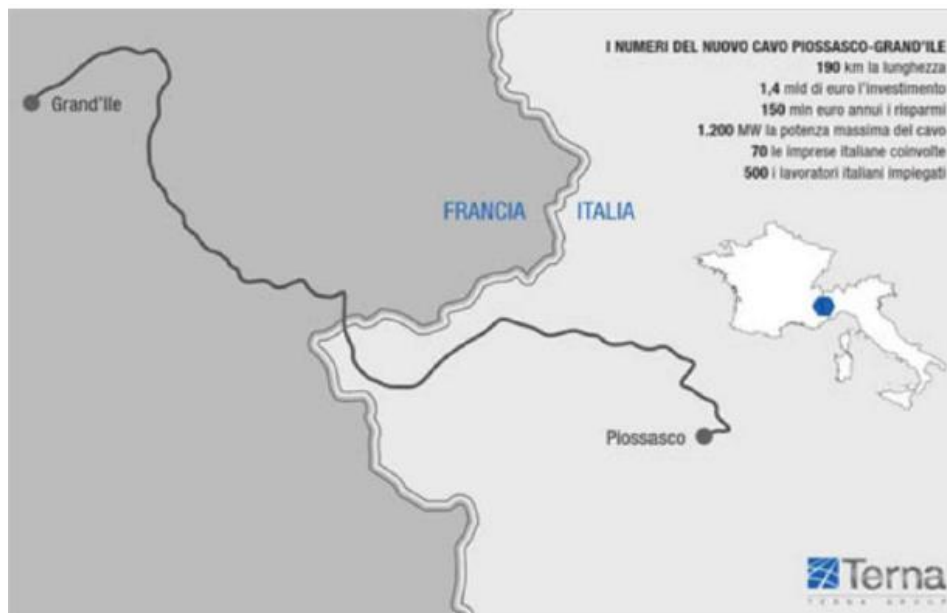 I NUMERI DEL NUOVO CAVO PIOSSASCO-GRAND'ILE
190 km la lunghezza
1,4 mld di euro l'investimento
150 mln euro annui i risparmi
1.200 MW la potenza massima del cavo
70 le imprese italiane coinvolte
500 i lavoratori italiani impiegati
Grand'Ile
FRANCIA ITALIA
Piossasco
Terna
TERNA GROUP